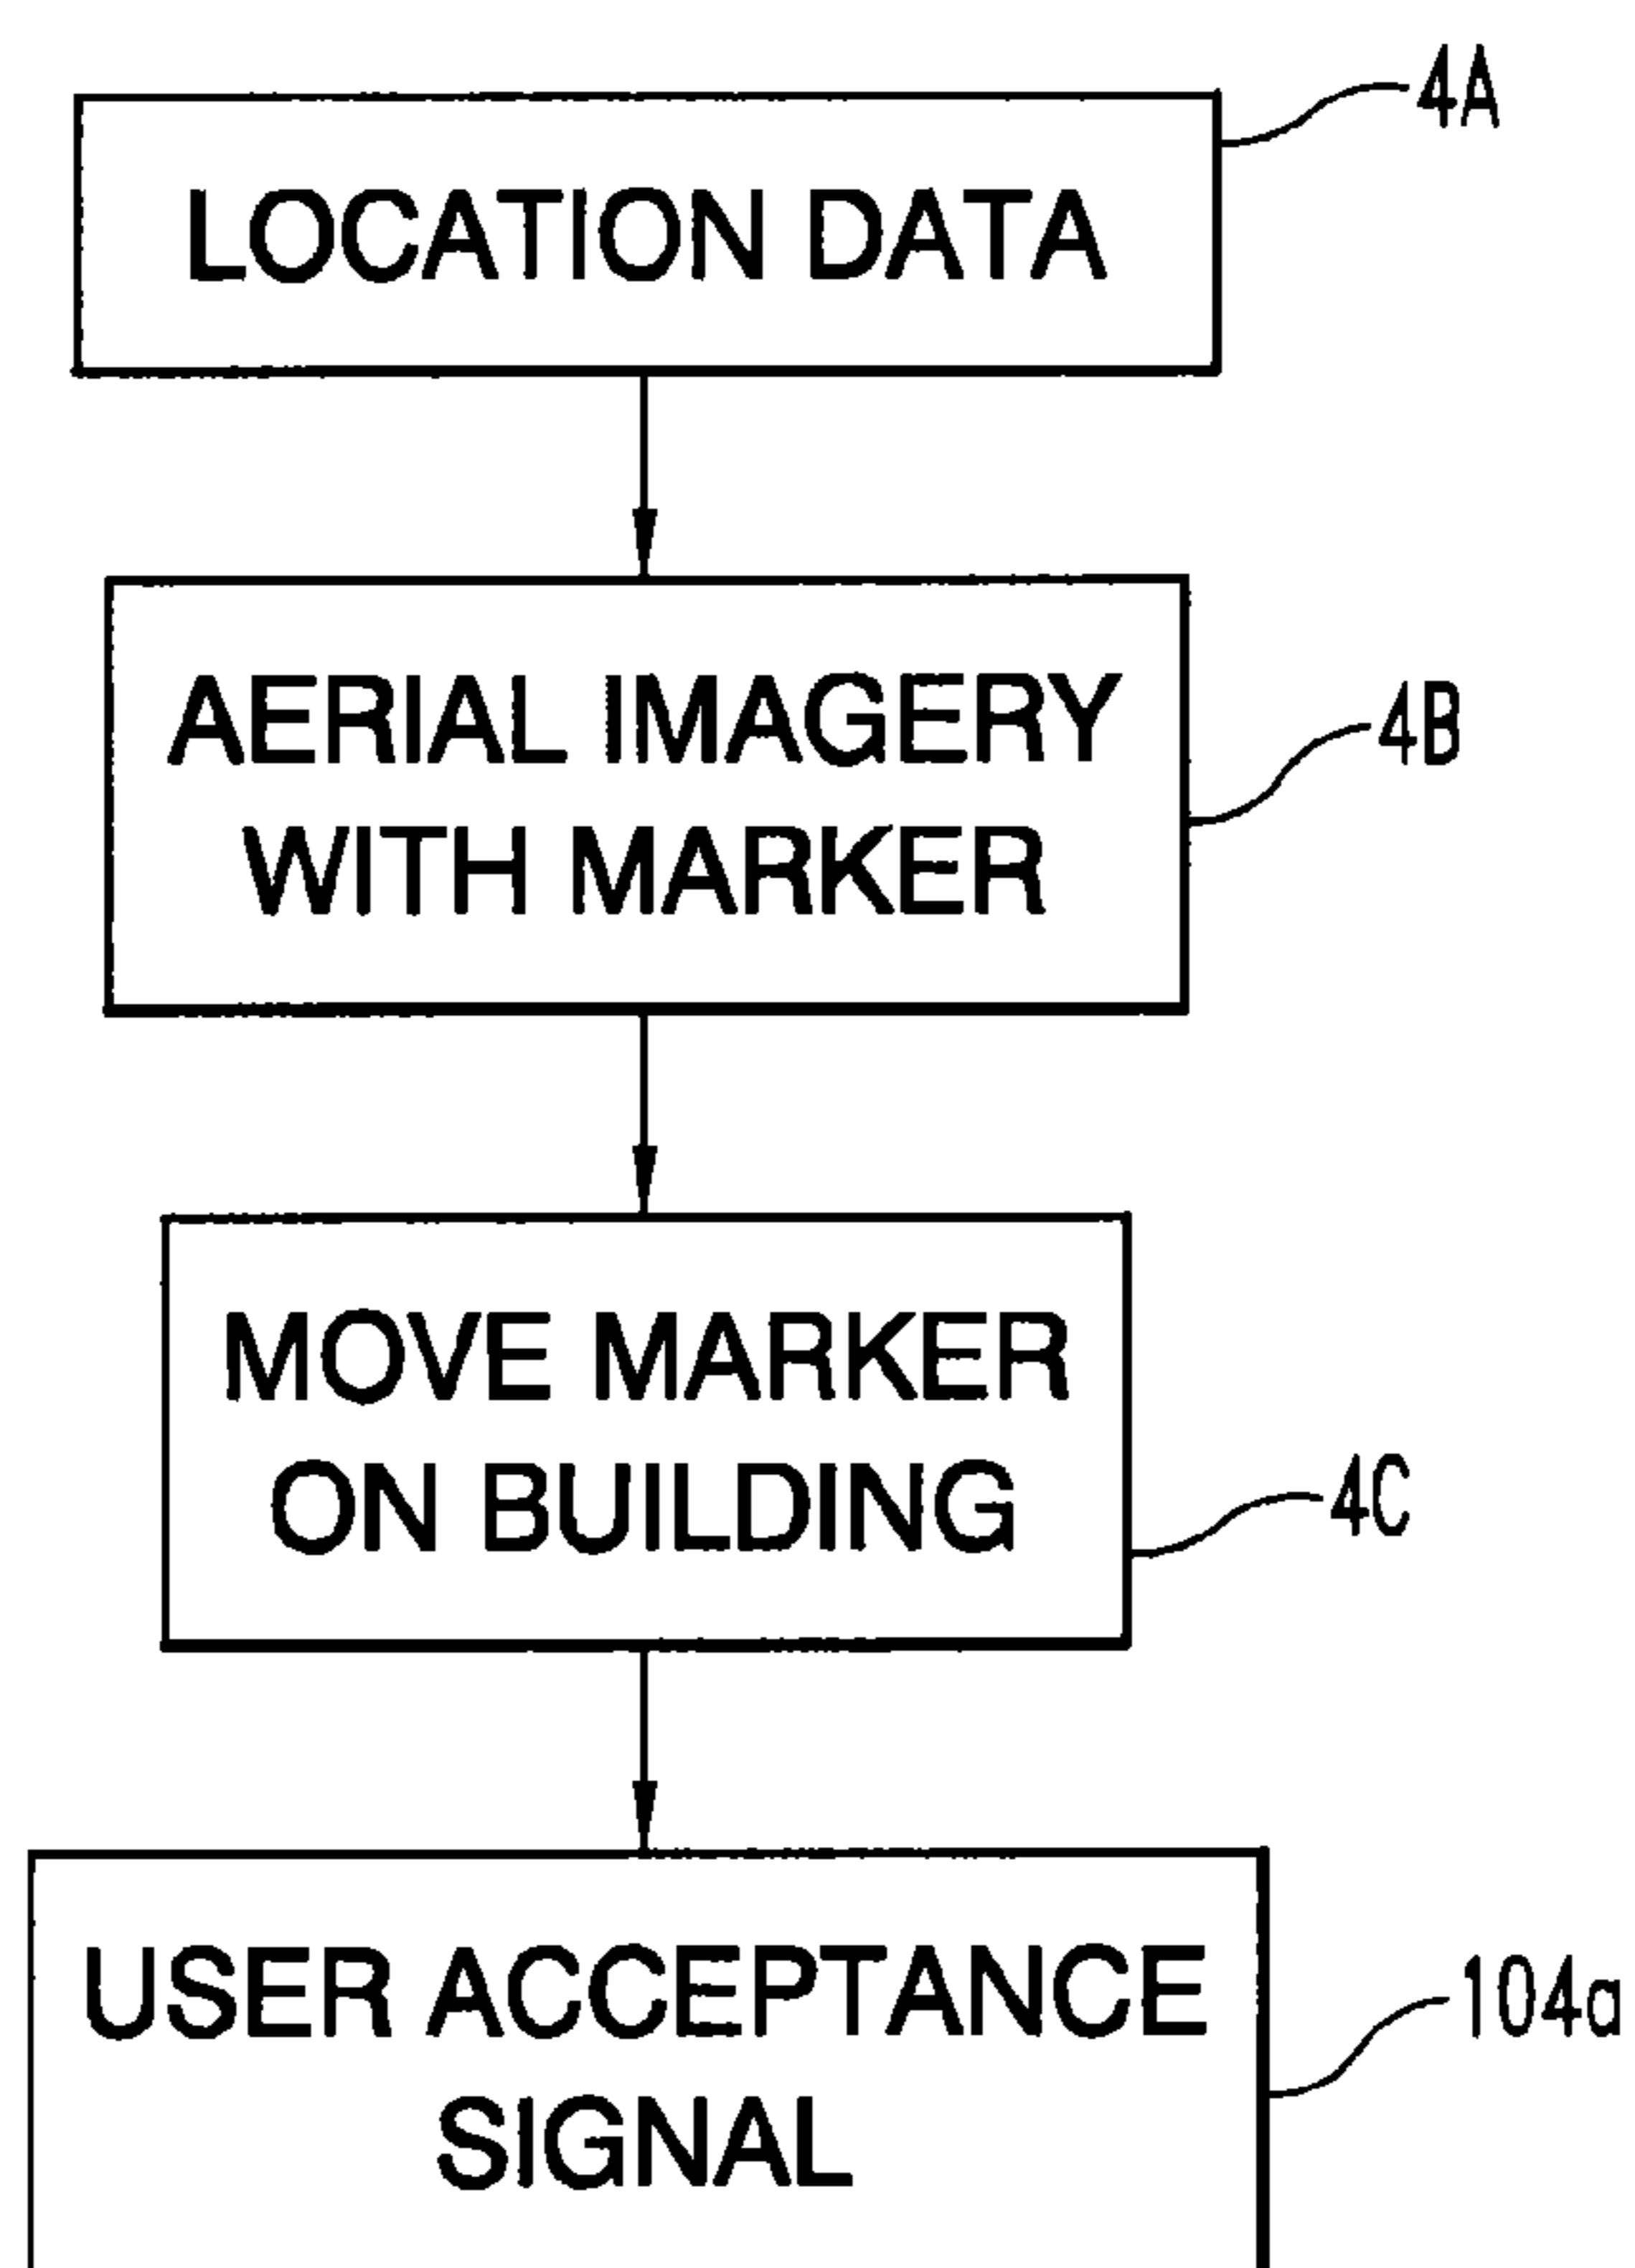 4A
LOCATION DATA
AERIAL IMAGERY
WITH MARKER
4B
MOVE MARKER
ON BUILDING
4C
USER ACCEPTANCE
SIGNAL
104a